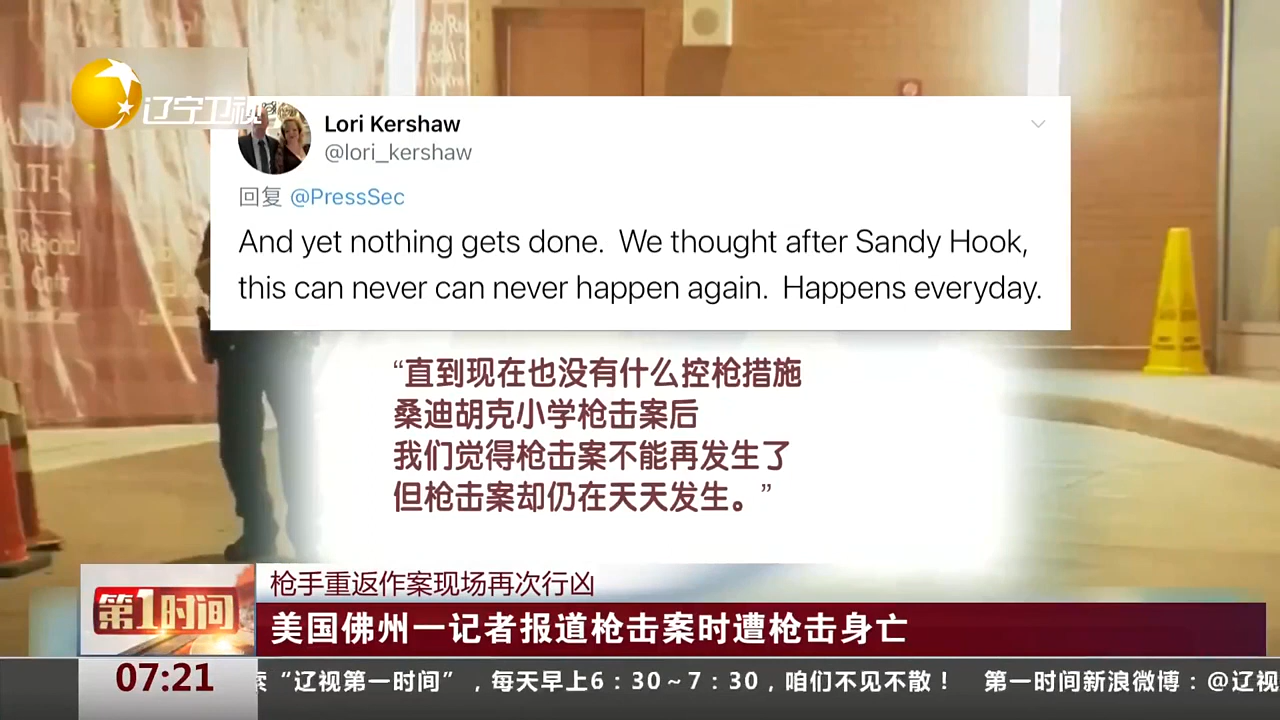 辽宁卫视
Lori Kershaw
@lori_kershaw
回复 @PressSec
And yet nothing gets done. We thought after Sandy Hook,
this can never can never happen again. Happens everyday.
“直到现在也没有什么控枪措施
桑迪胡克小学枪击案后
我们觉得枪击案不能再发生了
但枪击案却仍在天天发生。”
第1时间
枪手重返作案现场再次行凶
美国佛州一记者报道枪击案时遭枪击身亡
07:21
“辽视第一时间”，每天早上6：30～7：30，咱们不见不散！ 第一时间新浪微博：@辽视